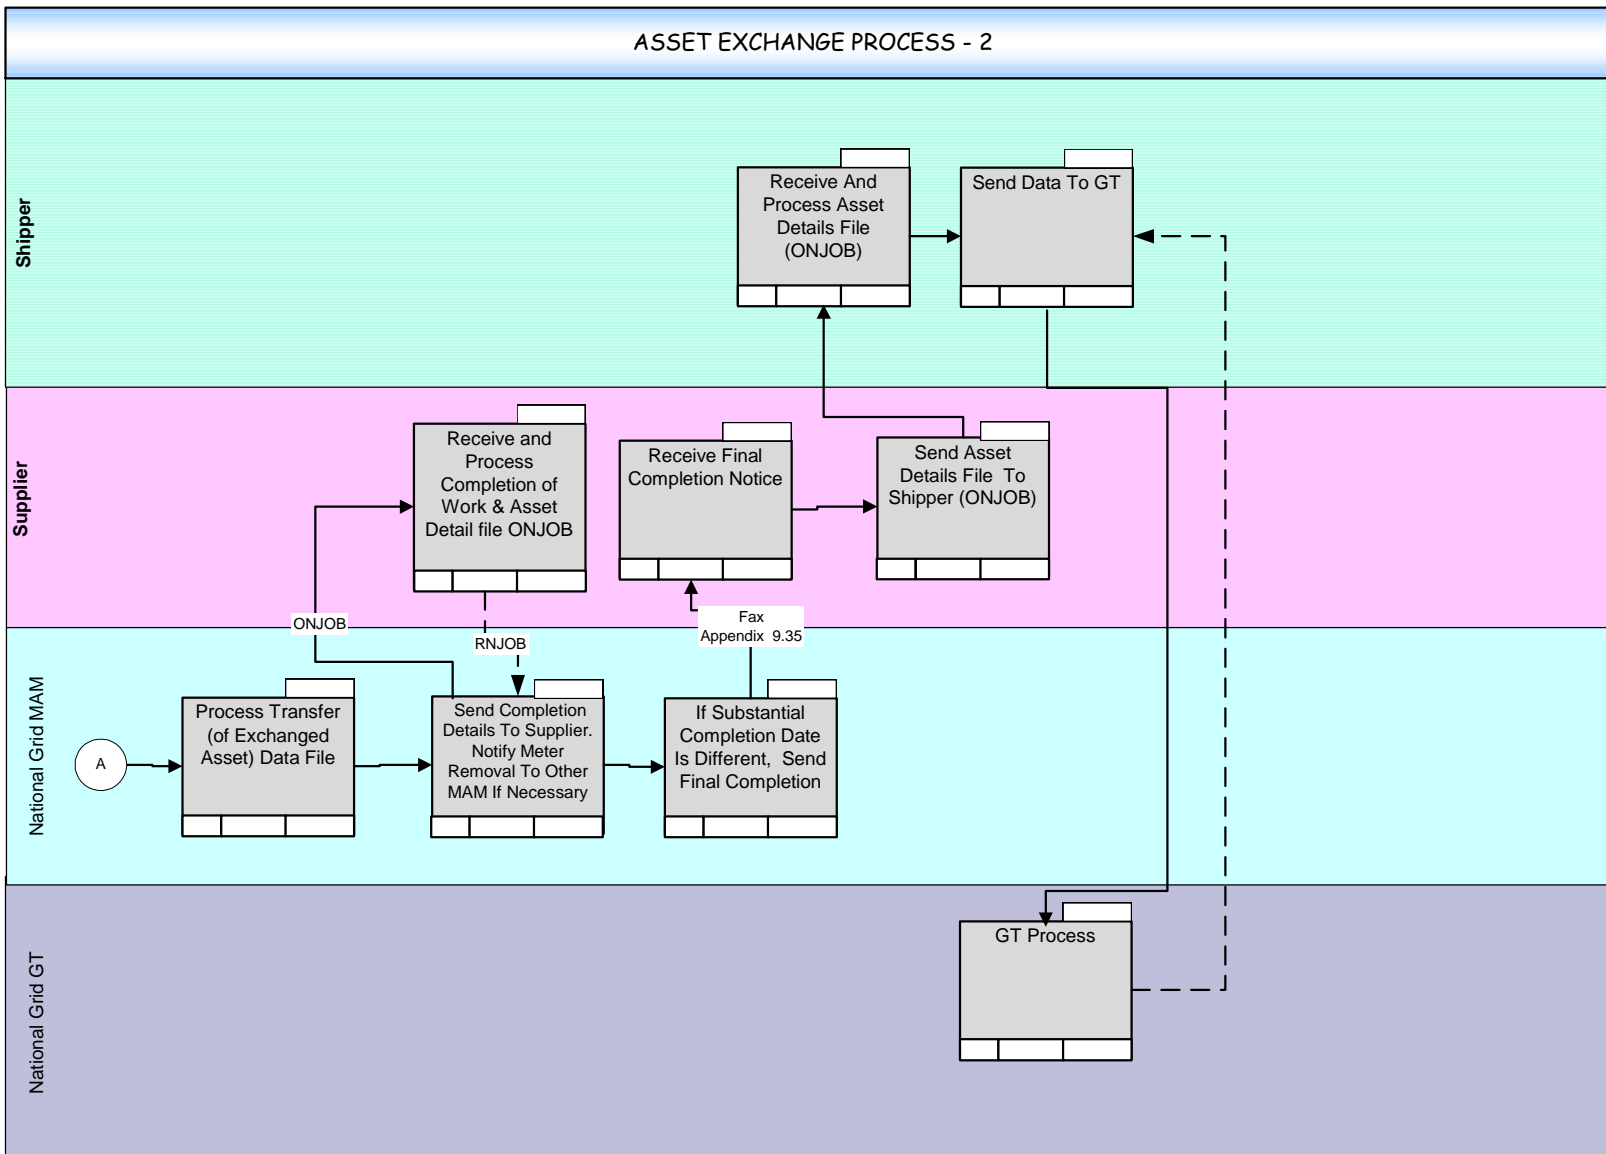 ASSET EXCHANGE PROCESS - 2
Shipper
Receive And
Process Asset
Details File
(ONJOB)
Send Data To GT
Supplier
Receive and
Process
Completion of
Work & Asset
Detail file ONJOB
Receive Final
Completion Notice
Send Asset
Details File To
Shipper (ONJOB)
ONJOB
RNJOB
Fax
Appendix 9.35
National Grid MAM
A
Process Transfer
(of Exchanged
Asset) Data File
Send Completion
Details To Supplier.
Notify Meter
Removal To Other
MAM If Necessary
If Substantial
Completion Date
Is Different, Send
Final Completion
National Grid GT
GT Process